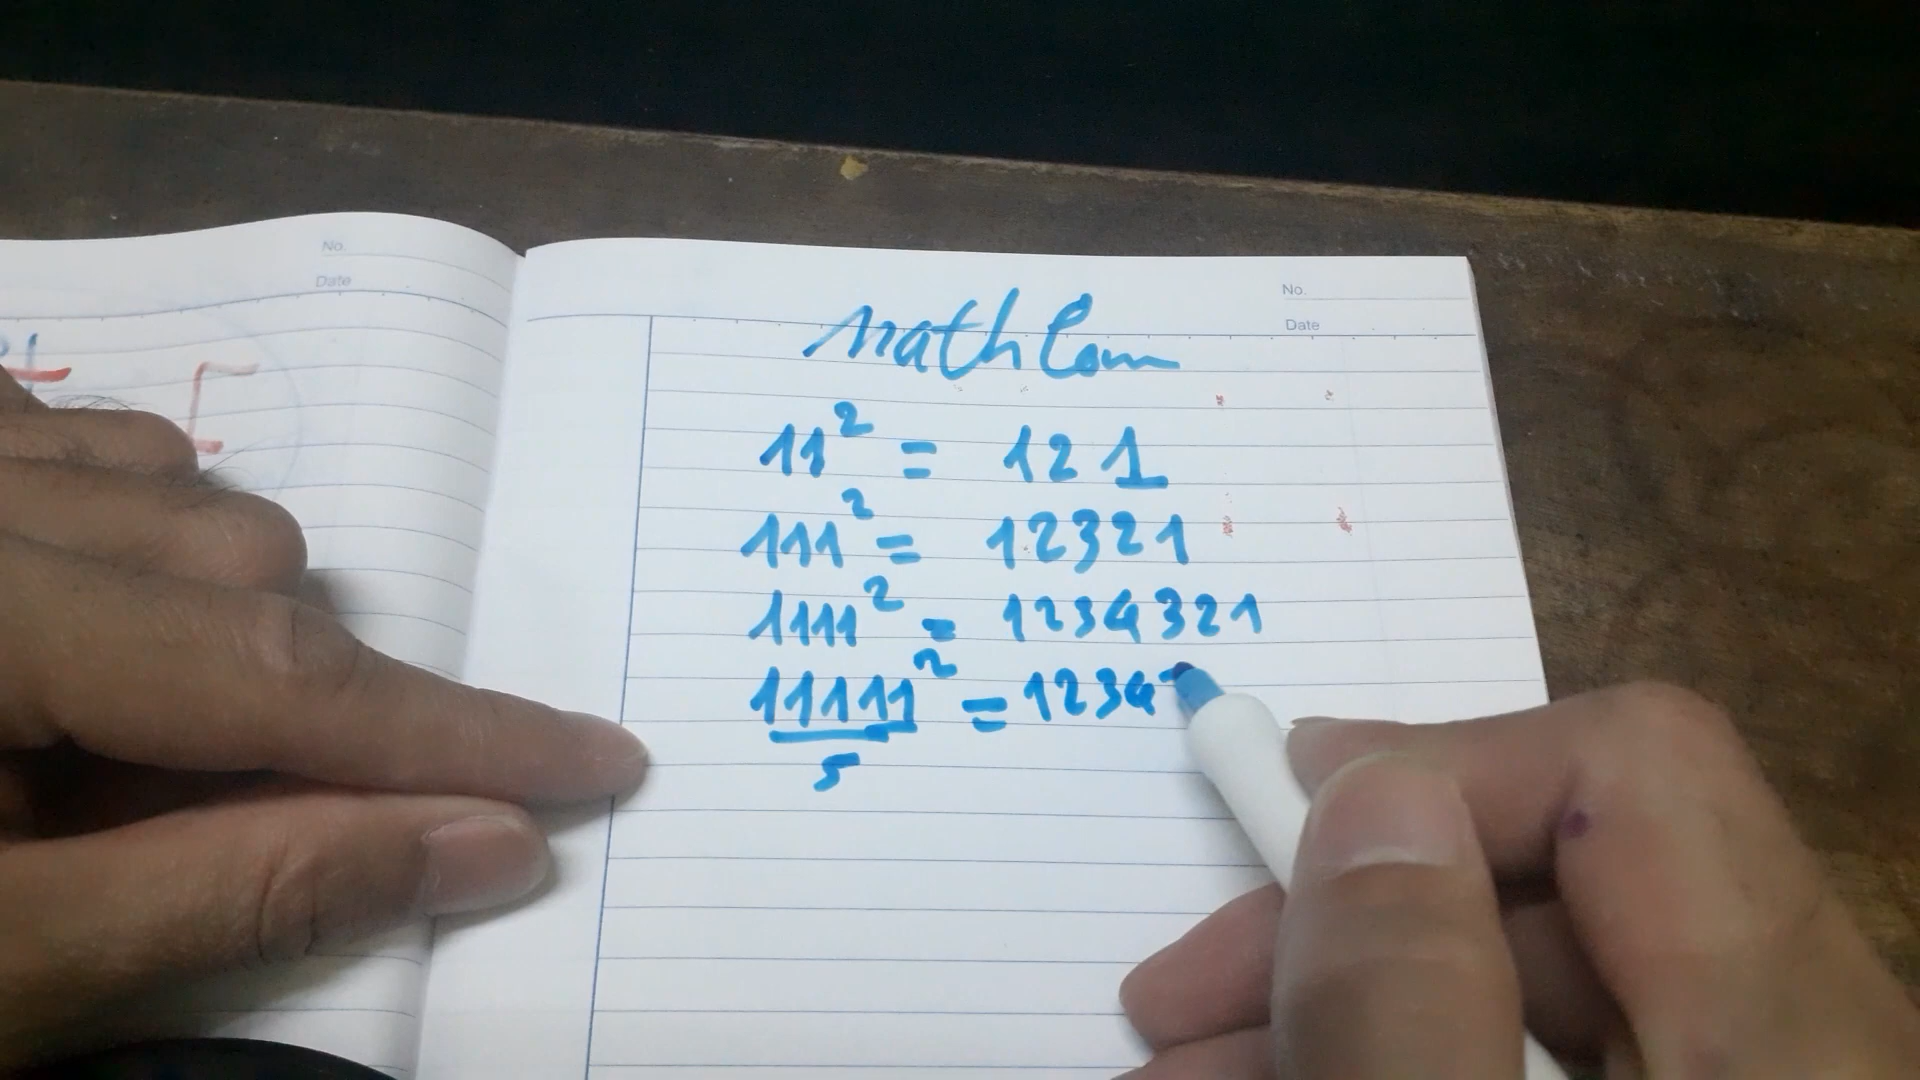 No.
Date
No.
Date
math Com
11² = 121
111² = 12321
1111² = 1234321
11111² = 1234
5